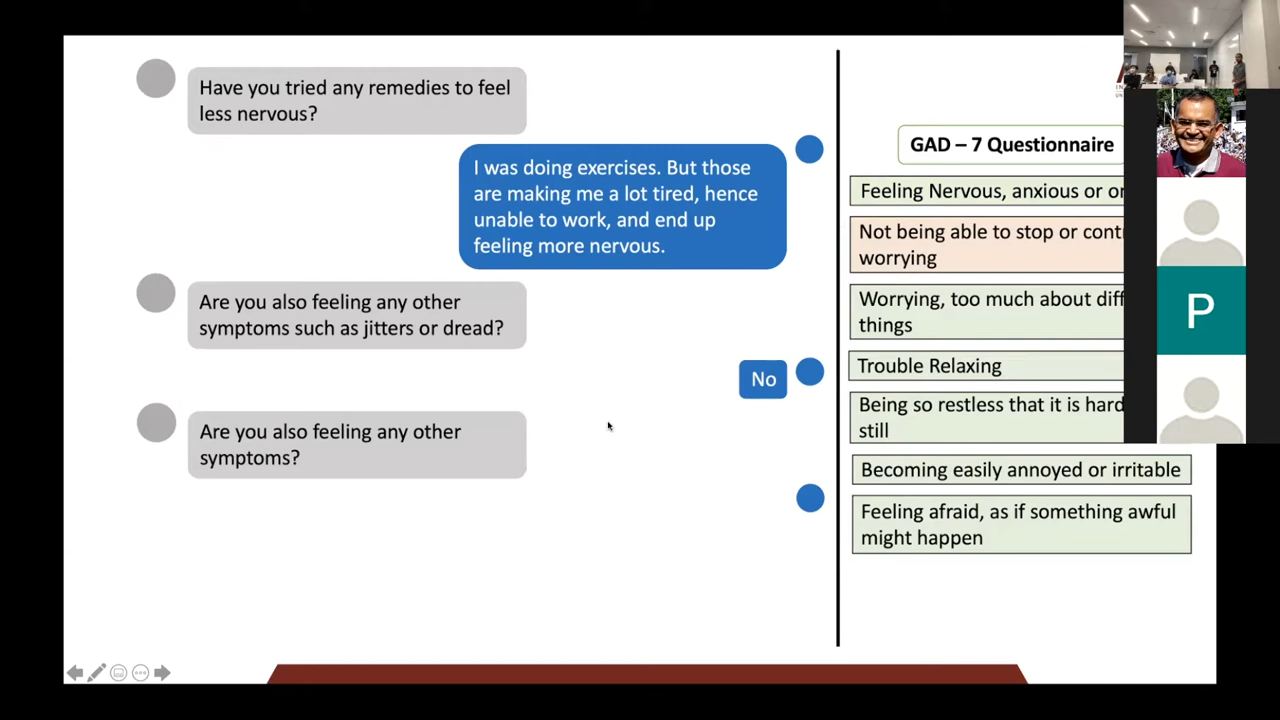 Have you tried any remedies to feel
less nervous?
I was doing exercises. But those
are making me a lot tired, hence
unable to work, and end up
feeling more nervous.
Are you also feeling any other
symptoms such as jitters or dread?
No
Are you also feeling any other
symptoms?
GAD – 7 Questionnaire
Feeling Nervous, anxious or
Not being able to stop or
worrying
Worrying, too much about
things
Trouble Relaxing
Being so restless that it is hard
still
Becoming easily annoyed or irritable
Feeling afraid, as if something awful
might happen
P